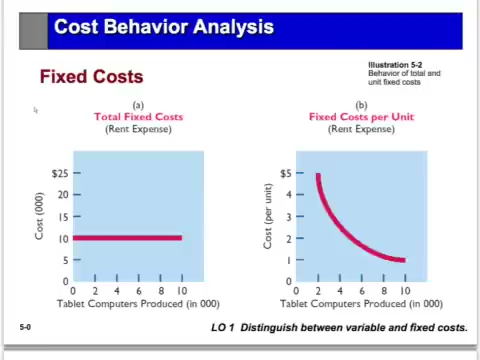 Cost Behavior Analysis
Fixed Costs
Illustration 5-2
Behavior of total and
unit fixed costs
(a)
Total Fixed Costs
(Rent Expense)
$25
20
15
10
5
0
Cost (000)
0 2 4 6 8 10
Tablet Computers Produced (in 000)
(b)
Fixed Costs per Unit
(Rent Expense)
$5
4
3
2
1
0
Cost (per unit)
0 2 4 6 8 10
Tablet Computers Produced (in 000)
5-0
LO 1 Distinguish between variable and fixed costs.